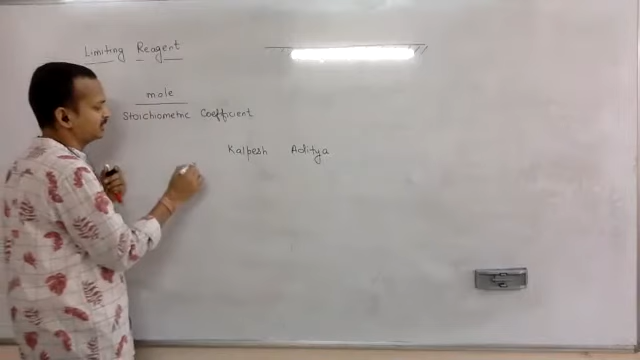 Limiting Reagent
mole
Stoichiometric Coefficient
Kalpesh Aditya